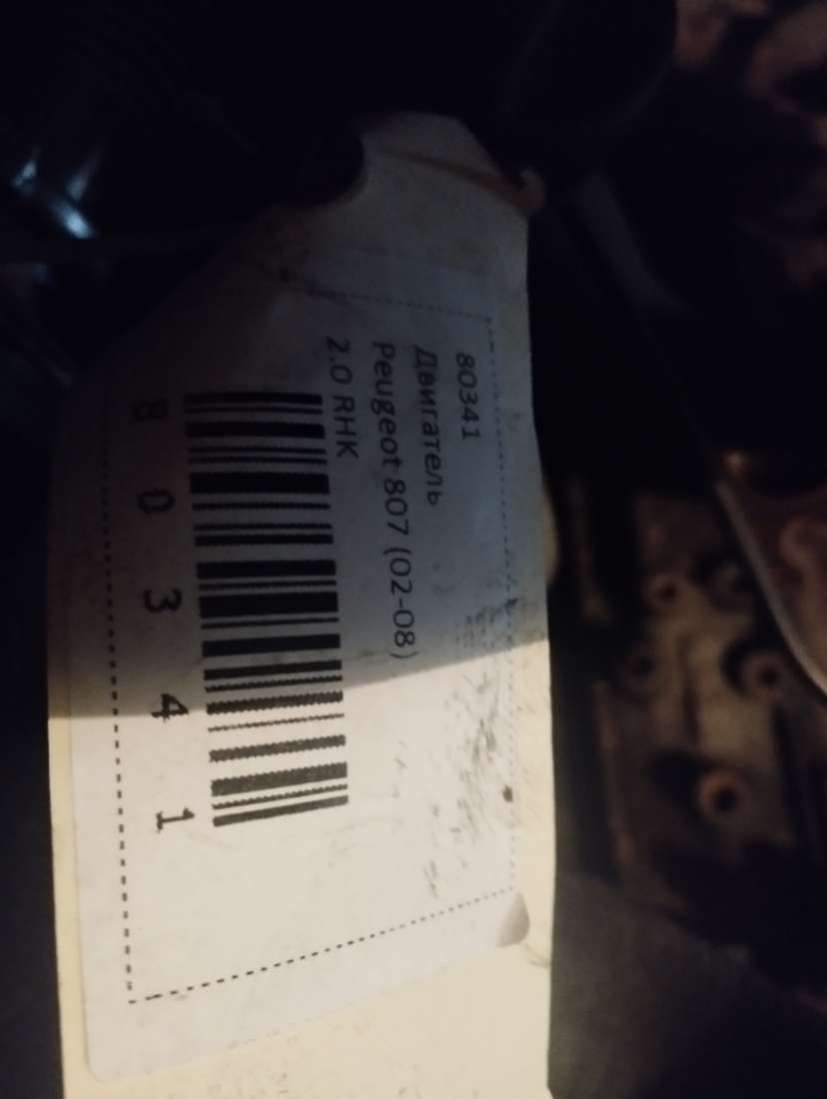 80341
Двигатель
Peugeot 807 (02-08)
2.0 RHK
8 0 3 4 1